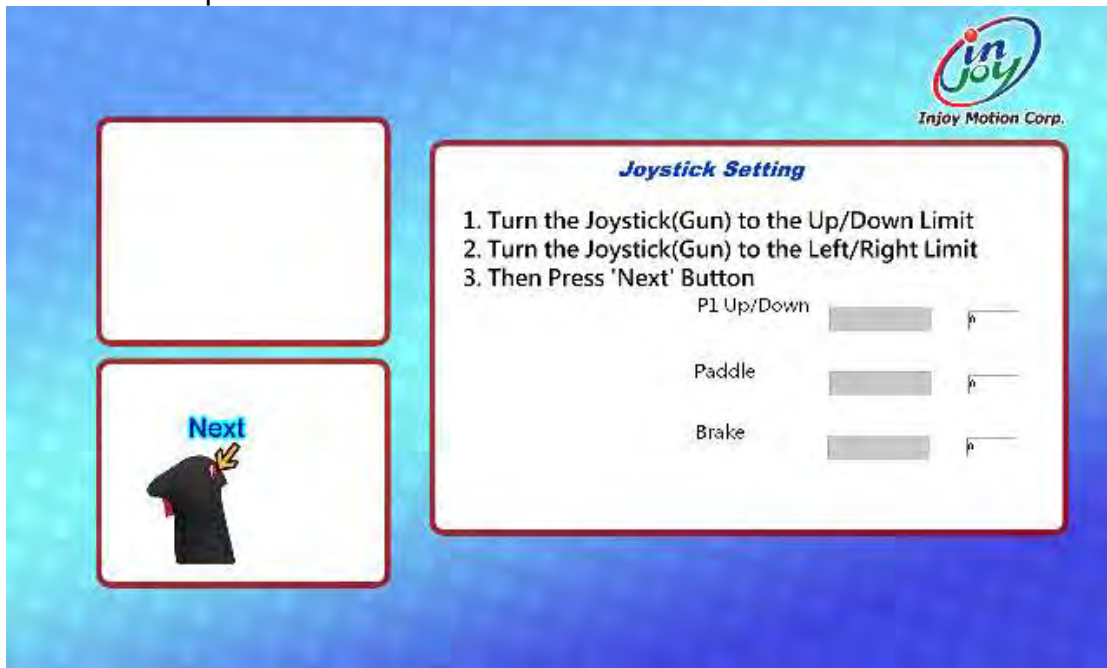 in
joy
Injoy Motion Corp.
Joystick Setting
1. Turn the Joystick(Gun) to the Up/Down Limit
2. Turn the Joystick(Gun) to the Left/Right Limit
3. Then Press 'Next' Button
P1 Up/Down
Paddle
Brake
Next